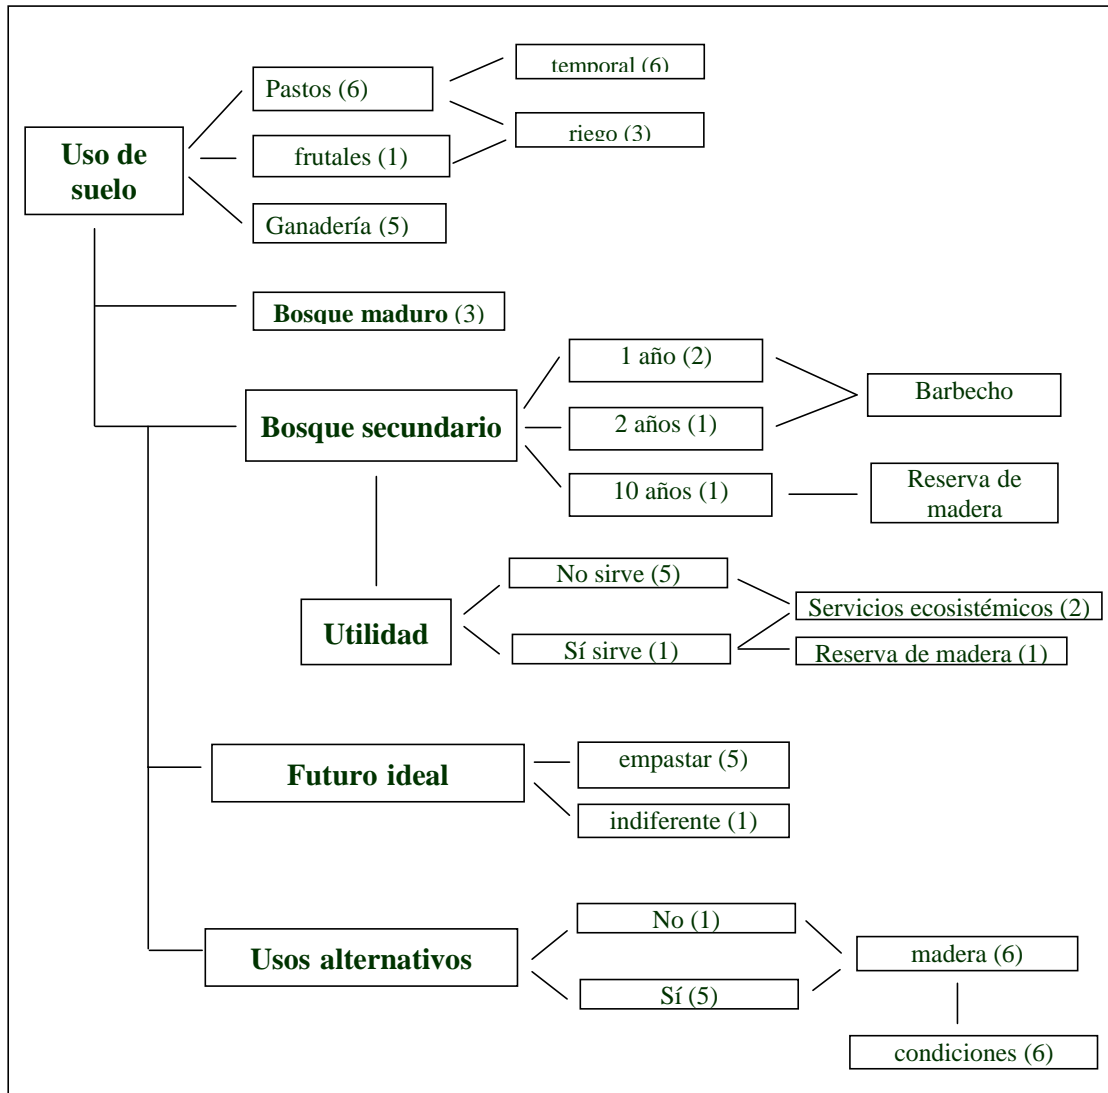 temporal (6)
Pastos (6)
riego (3)
Uso de
suelo
frutales (1)
Ganadería (5)
Bosque maduro (3)
1 año (2)
Barbecho
Bosque secundario
2 años (1)
10 años (1)
Reserva de
madera
No sirve (5)
Servicios ecosistémicos (2)
Utilidad
Sí sirve (1)
Reserva de madera (1)
empastar (5)
Futuro ideal
indiferente (1)
No (1)
Usos alternativos
madera (6)
Sí (5)
condiciones (6)